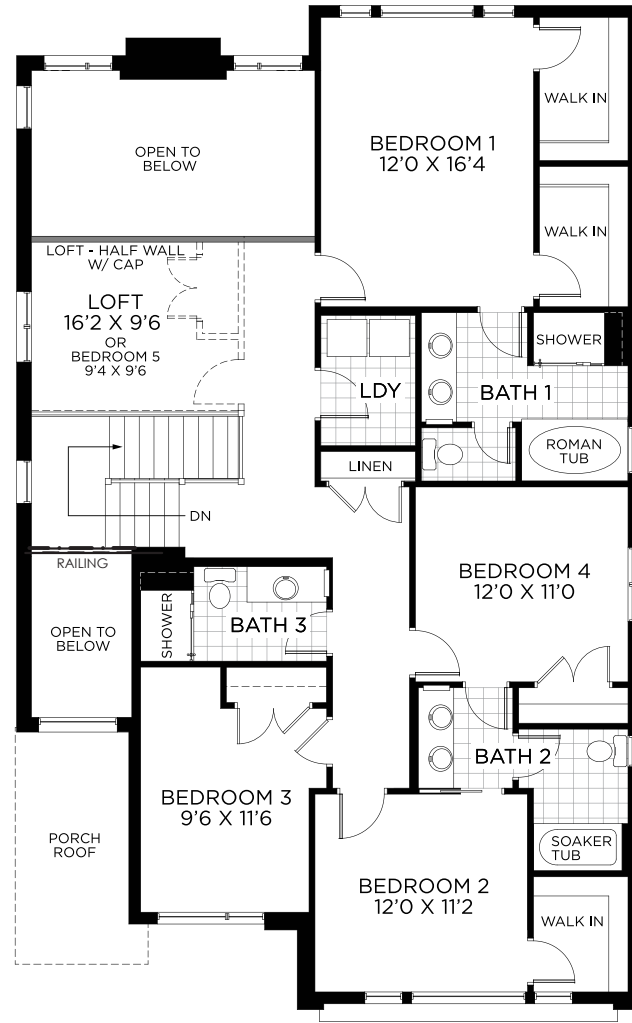 WALK IN
BEDROOM 1
12'0 X 16'4
OPEN TO
BELOW
WALK IN
LOFT - HALF WALL
W/ CAP
LOFT
16'2 X 9'6
OR
BEDROOM 5
9'4 X 9'6
SHOWER
LDY
BATH 1
ROMAN
TUB
LINEN
DN
RAILING
BEDROOM 4
12'0 X 11'0
OPEN TO
BELOW
SHOWER
BATH 3
BATH 2
BEDROOM 3
9'6 X 11'6
PORCH
ROOF
SOAKER
TUB
BEDROOM 2
12'0 X 11'2
WALK IN